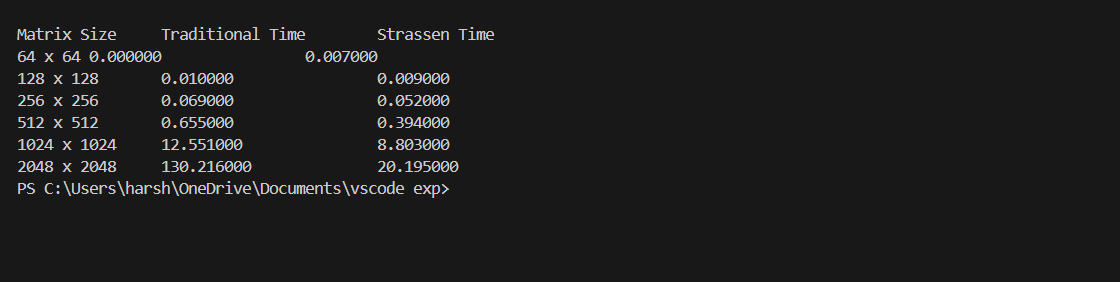 Matrix Size Traditional Time Strassen Time
64 x 64 0.000000 0.007000
128 x 128 0.010000 0.009000
256 x 256 0.069000 0.052000
512 x 512 0.655000 0.394000
1024 x 1024 12.551000 8.803000
2048 x 2048 130.216000 20.195000
PS C:\Users\harsh\OneDrive\Documents\vscode exp>